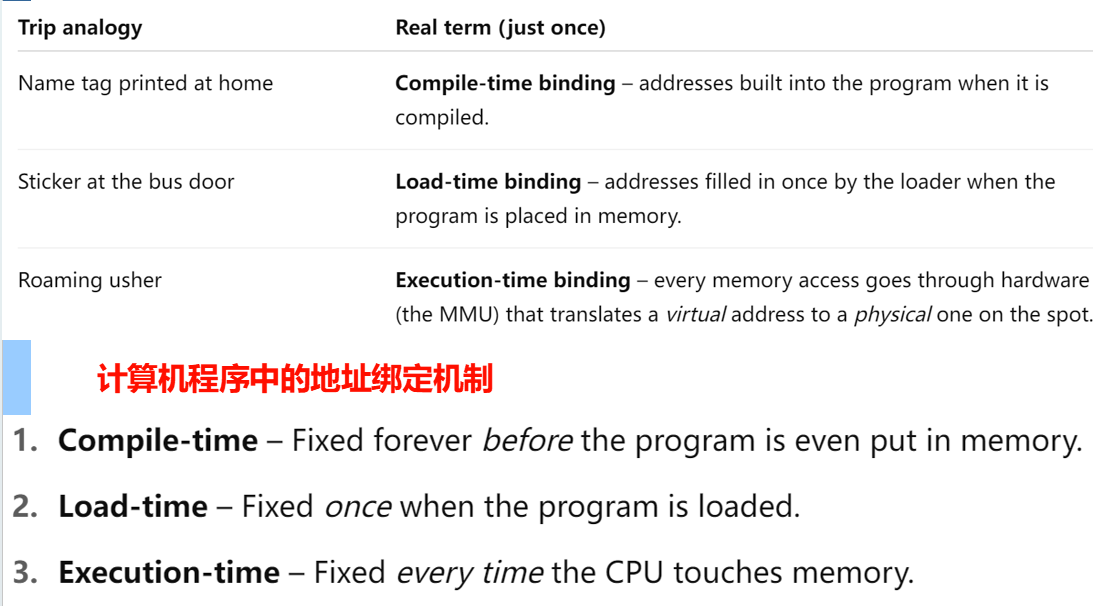 Trip analogy Real term (just once)
Name tag printed at home Compile-time binding – addresses built into the program when it is
compiled.
Sticker at the bus door Load-time binding – addresses filled in once by the loader when the
program is placed in memory.
Roaming usher Execution-time binding – every memory access goes through hardware
(the MMU) that translates a virtual address to a physical one on the spot.
计算机程序中的地址绑定机制
1. Compile-time – Fixed forever before the program is even put in memory.
2. Load-time – Fixed once when the program is loaded.
3. Execution-time – Fixed every time the CPU touches memory.